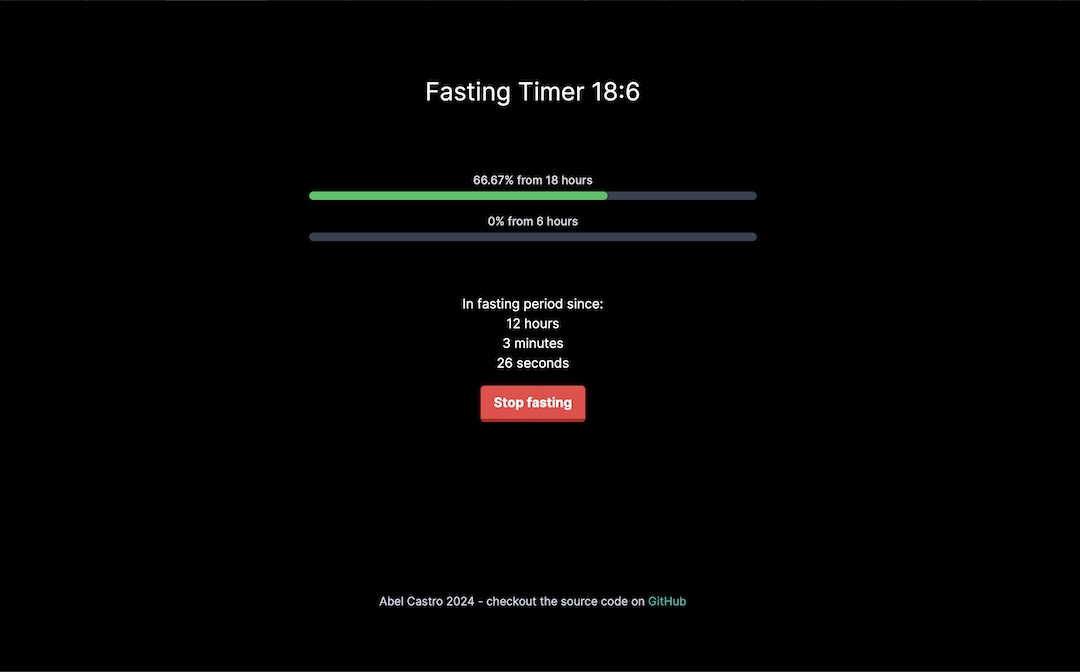 Fasting Timer 18:6
66.67% from 18 hours
0% from 6 hours
In fasting period since:
12 hours
3 minutes
26 seconds
Stop fasting
Abel Castro 2024 - checkout the source code on GitHub